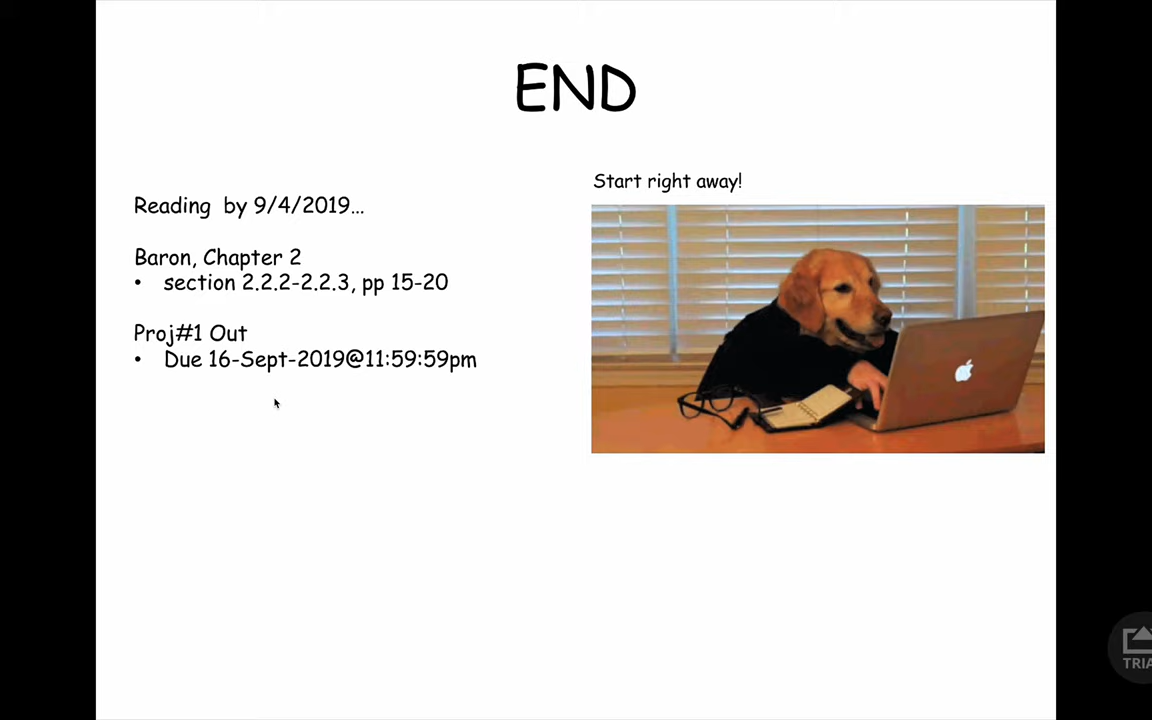 END
Reading by 9/4/2019...
Baron, Chapter 2
• section 2.2.2-2.2.3, pp 15-20
Proj#1 Out
• Due 16-Sept-2019@11:59:59pm
Start right away!
TRIA